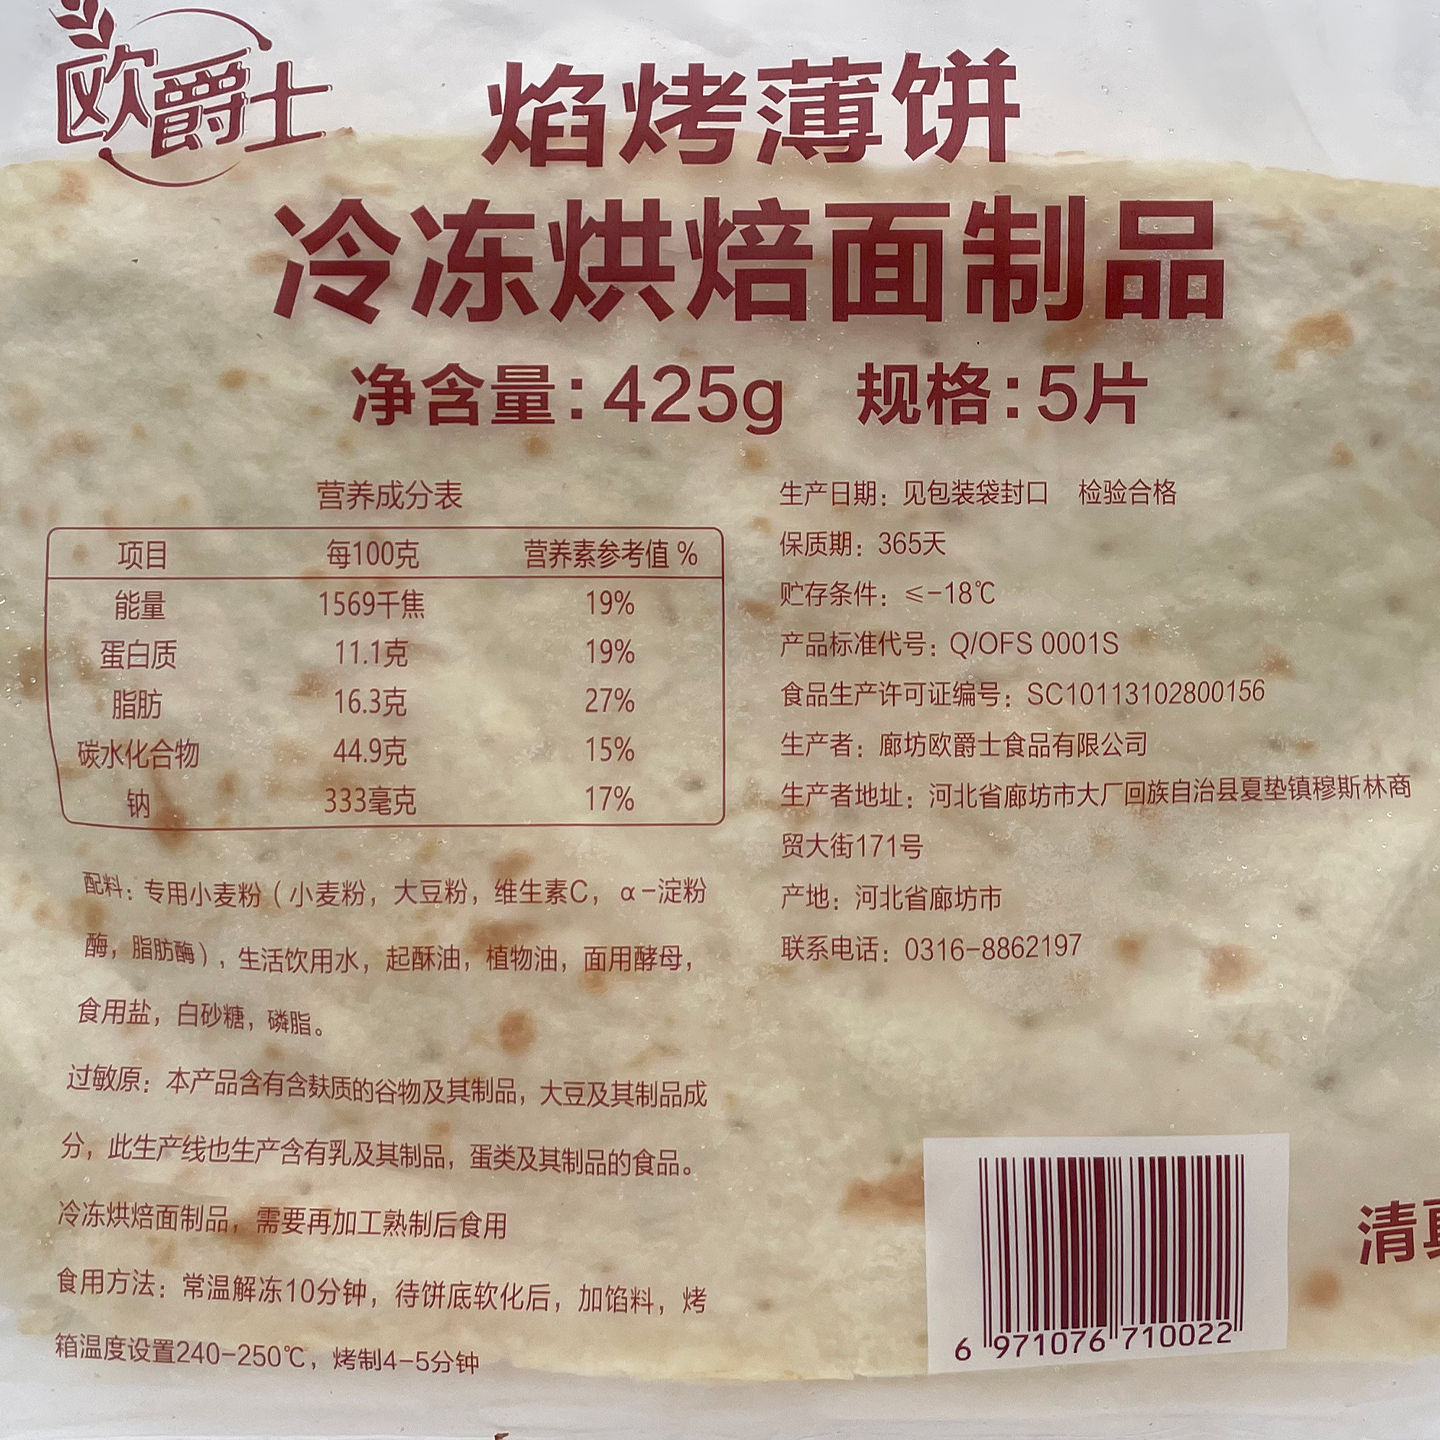 欧爵士
焰烤薄饼
冷冻烘焙面制品
净含量：425g 规格：5片
营养成分表
项目 每100克 营养素参考值 %
能量 1569千焦 19%
蛋白质 11.1克 19%
脂肪 16.3克 27%
碳水化合物 44.9克 15%
钠 333毫克 17%
配料：专用小麦粉（小麦粉，大豆粉，维生素C，α-淀粉
酶，脂肪酶），生活饮用水，起酥油，植物油，面用酵母，
食用盐，白砂糖，磷脂。
过敏原：本产品含有含麸质的谷物及其制品，大豆及其制品成
分，此生产线也生产含有乳及其制品，蛋类及其制品的食品。
冷冻烘焙面制品，需要再加工熟制后食用
食用方法：常温解冻10分钟，待饼底软化后，加馅料，烤
箱温度设置240-250℃，烤制4-5分钟
生产日期：见包装袋封口 检验合格
保质期：365天
贮存条件：≤-18℃
产品标准代号：Q/OFS 0001S
食品生产许可证编号：SC10113102800156
生产者：廊坊欧爵士食品有限公司
生产者地址：河北省廊坊市大厂回族自治县夏垫镇穆斯林商
贸大街171号
产地：河北省廊坊市
联系电话：0316-8862197
6 971076 710022
清真